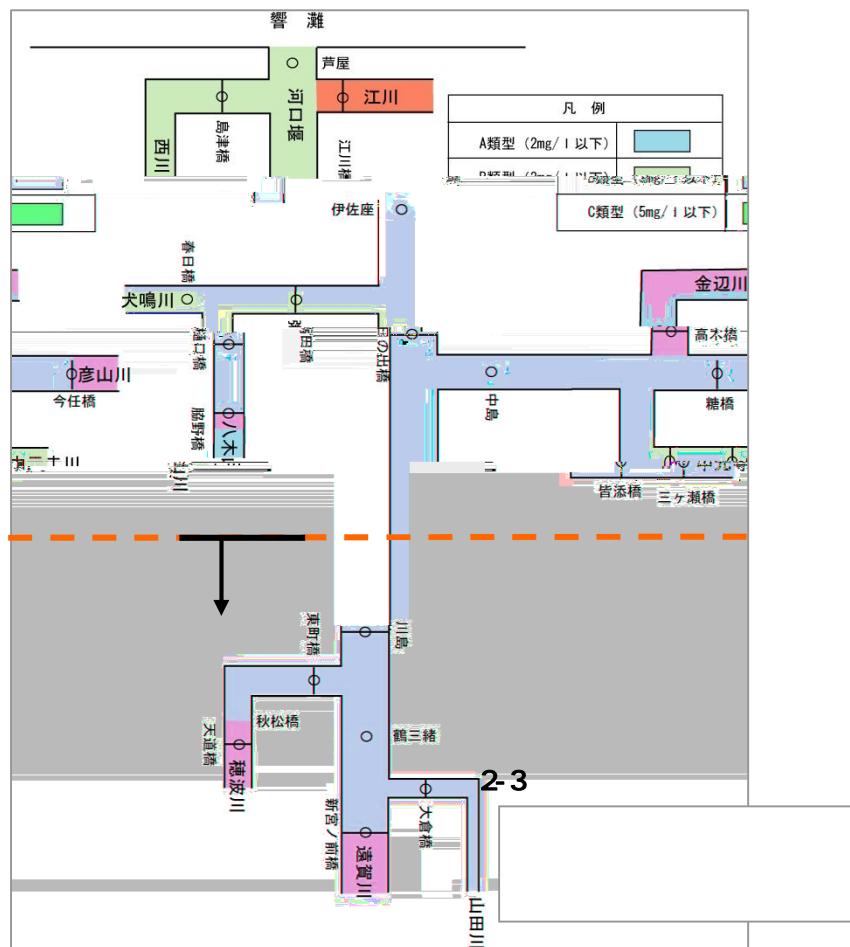 響 灘
芦屋
江川
河口堰
島津橋
西川
江川橋
凡 例
A類型 (2mg/l以下)
C類型 (5mg/l以下)
伊佐座
春日橋
犬鳴川
金辺川
高木橋
樋口橋
日の出橋
彦山川
今任橋
中島
糒橋
脇野橋
皆添橋
三ヶ瀬橋
川島
東町橋
秋松橋
天道橋
穂波川
鶴三緒
2-3
大倉橋
新宮ノ前橋
遠賀川
山田川